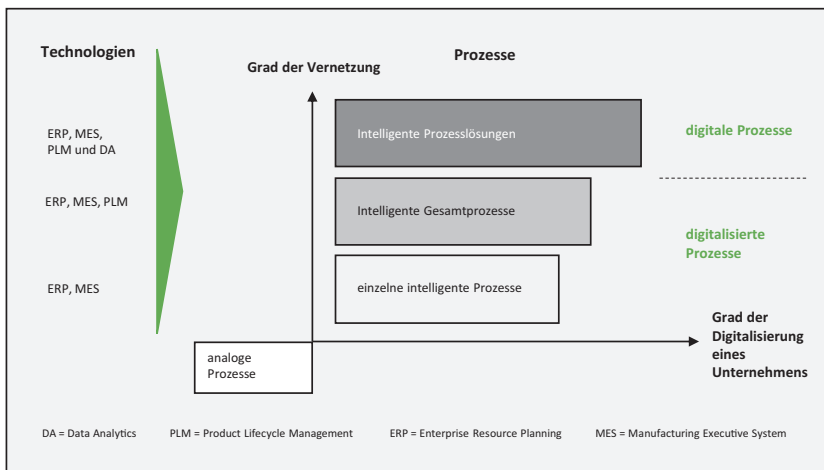 Technologien
Grad der Vernetzung
Prozesse
ERP, MES,
PLM und DA
Intelligente Prozesslösungen
digitale Prozesse
ERP, MES, PLM
Intelligente Gesamtprozesse
digitalisierte
Prozesse
ERP, MES
einzelne intelligente Prozesse
analoge
Prozesse
Grad der
Digitalisierung
eines
Unternehmens
DA = Data Analytics PLM = Product Lifecycle Management ERP = Enterprise Resource Planning MES = Manufacturing Executive System